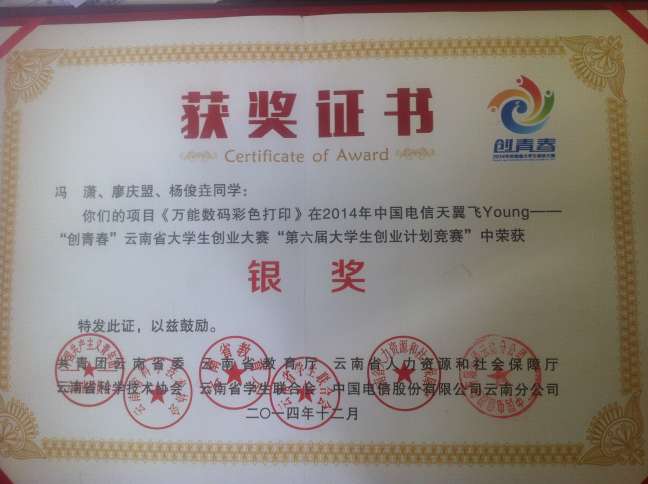 获奖证书
Certificate of Award
创青春
冯 潇、廖庆盟、杨俊垚同学:
你们的项目《万能数码彩色打印》在2014年中国电信天翼飞Young——
“创青春”云南省大学生创业大赛“第六届大学生创业计划竞赛”中荣获
银奖
特发此证,以兹鼓励。
共青团云南省委 云南省教育厅 云南省人力资源和社会保障厅
云南省科学技术协会 云南省学生联合会 中国电信股份有限公司云南分公司
二〇一四年十二月